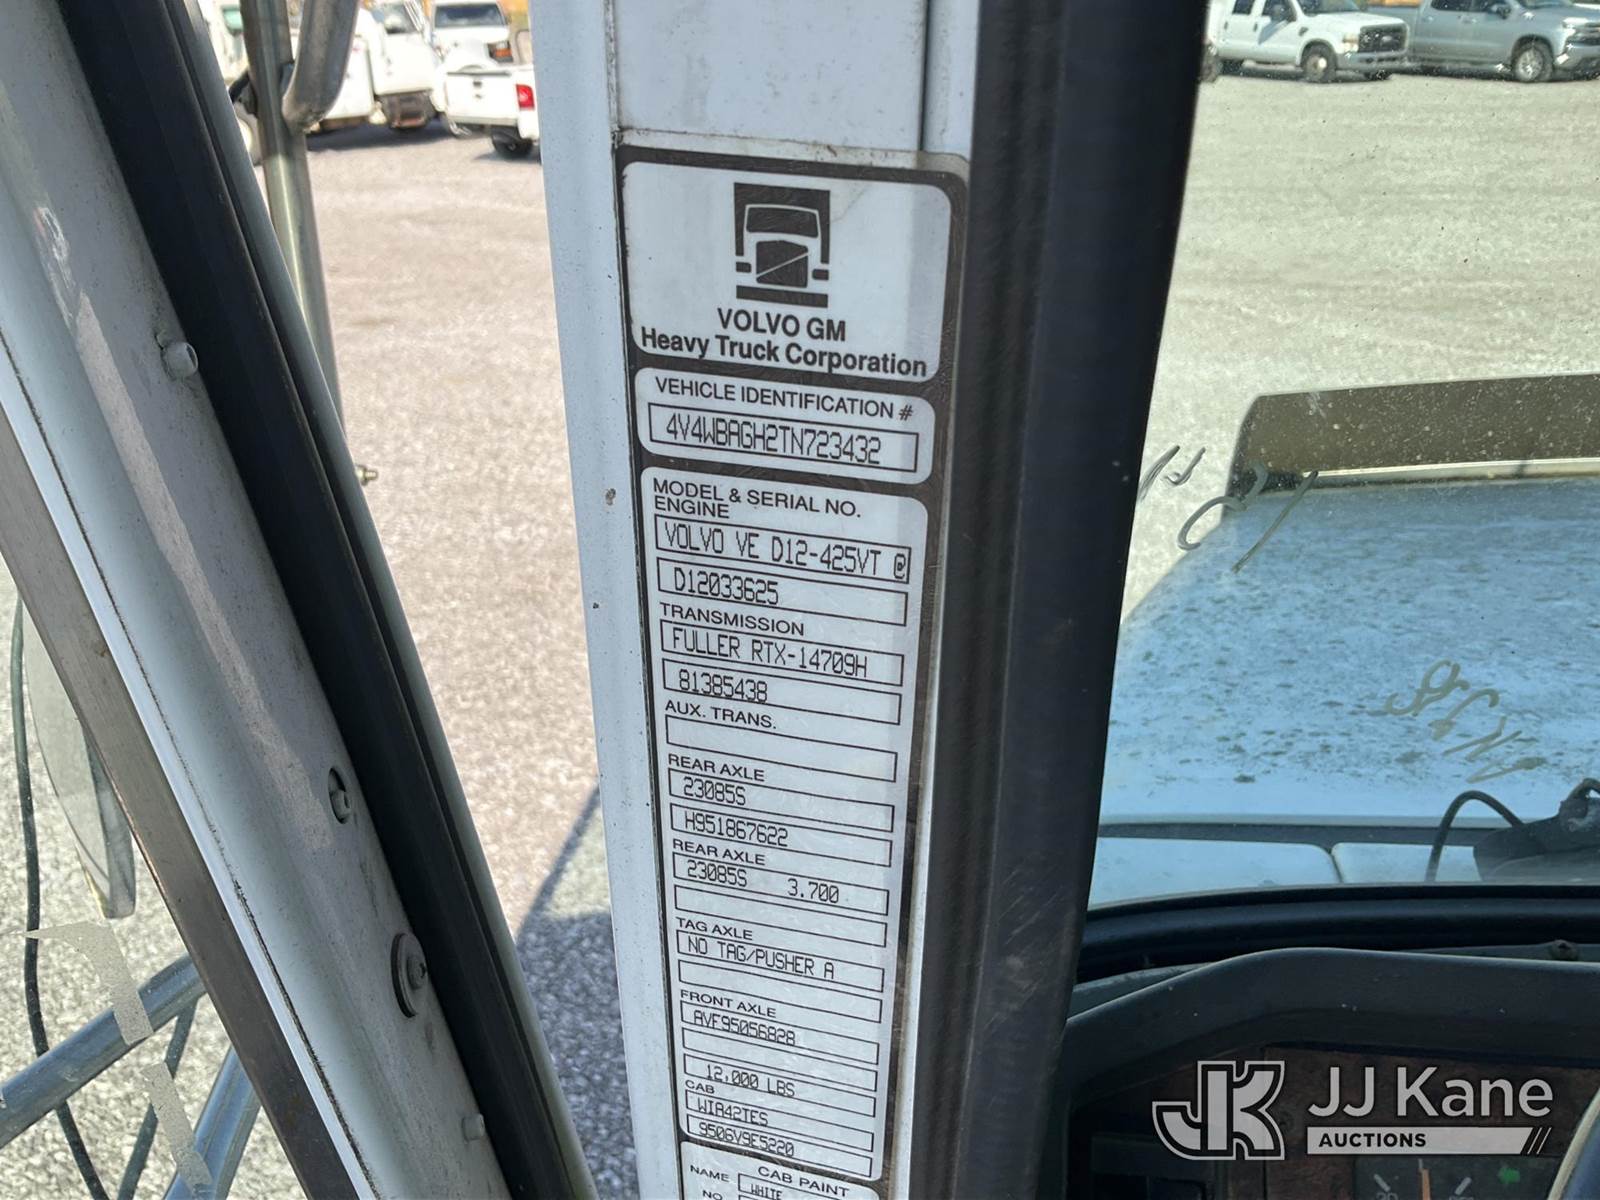 VOLVO GM
Heavy Truck Corporation
VEHICLE IDENTIFICATION #
4V4WBAGH2TN723432
MODEL & SERIAL NO.
ENGINE
VOLVO VE D12-425VT @
D12033625
TRANSMISSION
FULLER RTX-14709H
81385438
AUX. TRANS.
REAR AXLE
23085S
H951867622
REAR AXLE
23085S 3.700
TAG AXLE
NO TAG/PUSHER A
FRONT AXLE
AVF95056828
12,000 LBS
CAB
WIA42TES
9506V9E5220
CAB PAINT
NAME WHITE
NO.
JK JJ Kane
AUCTIONS